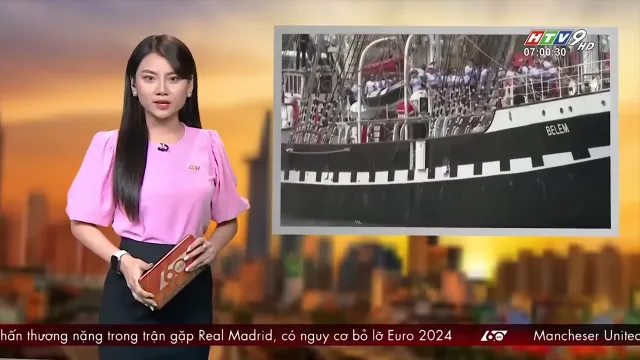 HTV9 HD
07:00:30
BELEM
hấn thương nặng trong trận gặp Real Madrid, có nguy cơ bỏ lỡ Euro 2024 60 Mancheser United